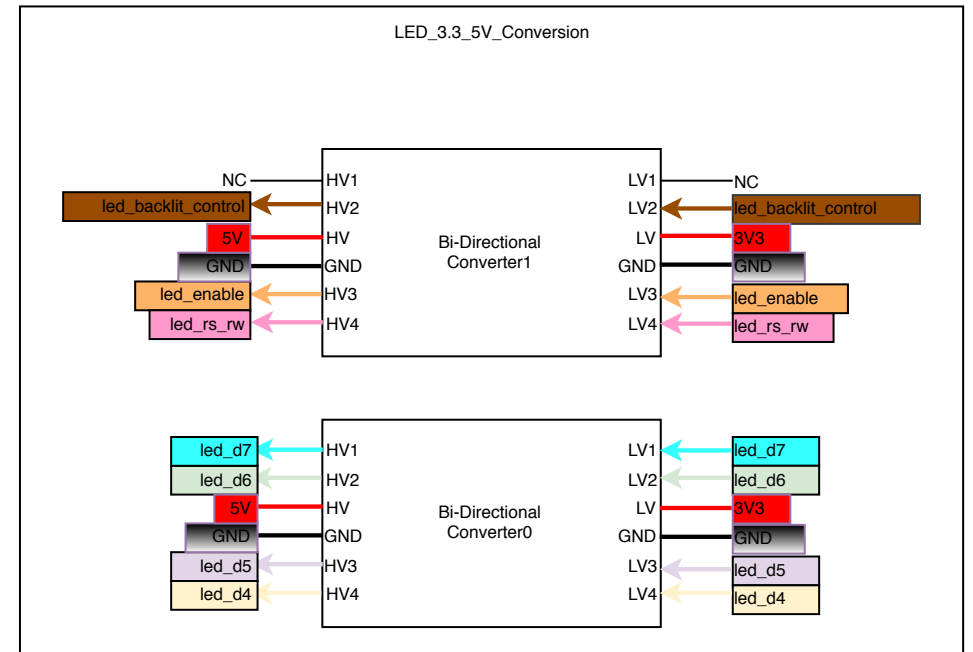 LED_3.3_5V_Conversion
NC HV1 LV1 NC
led_backlit_control HV2 LV2 led_backlit_control
5V HV LV 3V3
Bi-Directional
Converter1
GND GND GND GND
led_enable HV3 LV3 led_enable
led_rs_rw HV4 LV4 led_rs_rw
led_d7 HV1 LV1 led_d7
led_d6 HV2 LV2 led_d6
5V HV LV 3V3
Bi-Directional
Converter0
GND GND GND GND
led_d5 HV3 LV3 led_d5
led_d4 HV4 LV4 led_d4